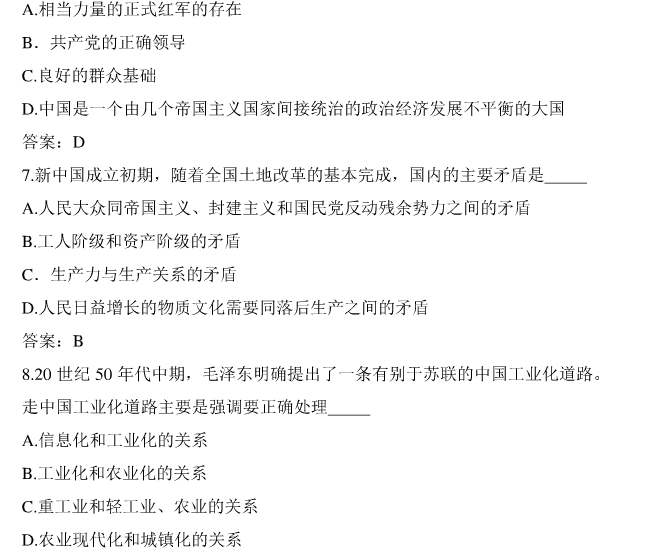 A.相当力量的正式红军的存在
B．共产党的正确领导
C.良好的群众基础
D.中国是一个由几个帝国主义国家间接统治的政治经济发展不平衡的大国
答案：D
7.新中国成立初期，随着全国土地改革的基本完成，国内的主要矛盾是_____
A.人民大众同帝国主义、封建主义和国民党反动残余势力之间的矛盾
B.工人阶级和资产阶级的矛盾
C．生产力与生产关系的矛盾
D.人民日益增长的物质文化需要同落后生产之间的矛盾
答案：B
8.20 世纪 50 年代中期，毛泽东明确提出了一条有别于苏联的中国工业化道路。
走中国工业化道路主要是强调要正确处理_____
A.信息化和工业化的关系
B.工业化和农业化的关系
C.重工业和轻工业、农业的关系
D.农业现代化和城镇化的关系